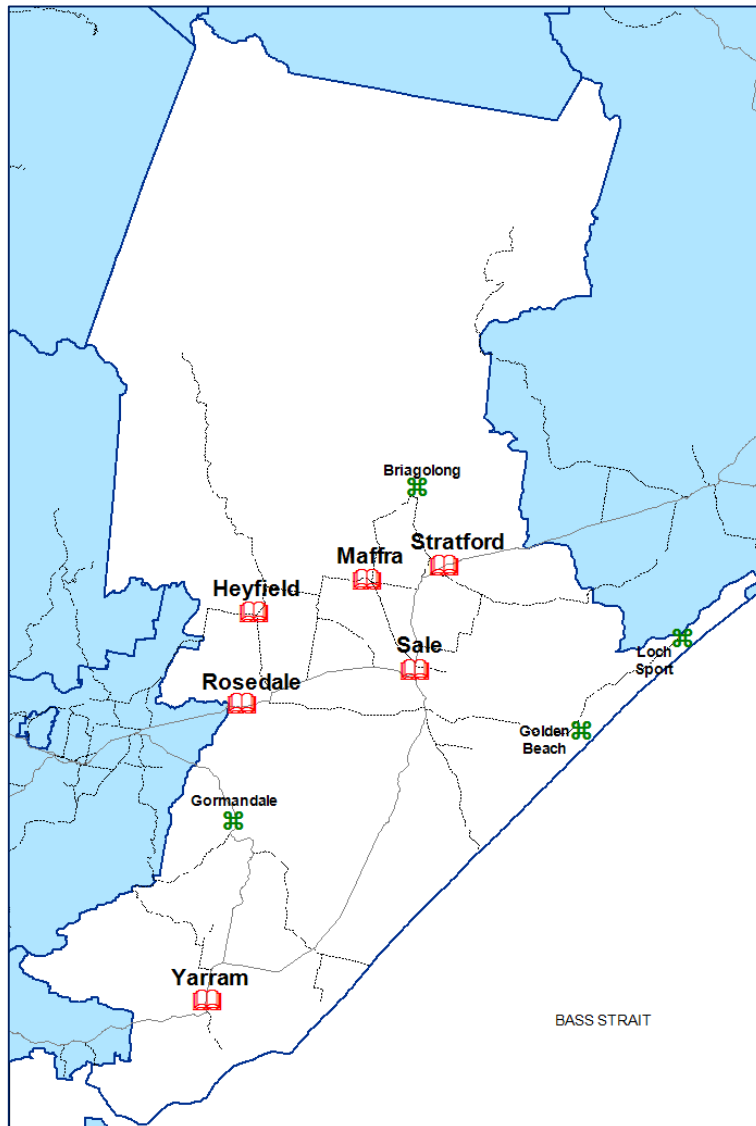 Briagolong
Stratford
Maffra
Heyfield
Sale
Loch
Sport
Rosedale
Golden
Beach
Gormandale
Yarram
BASS STRAIT